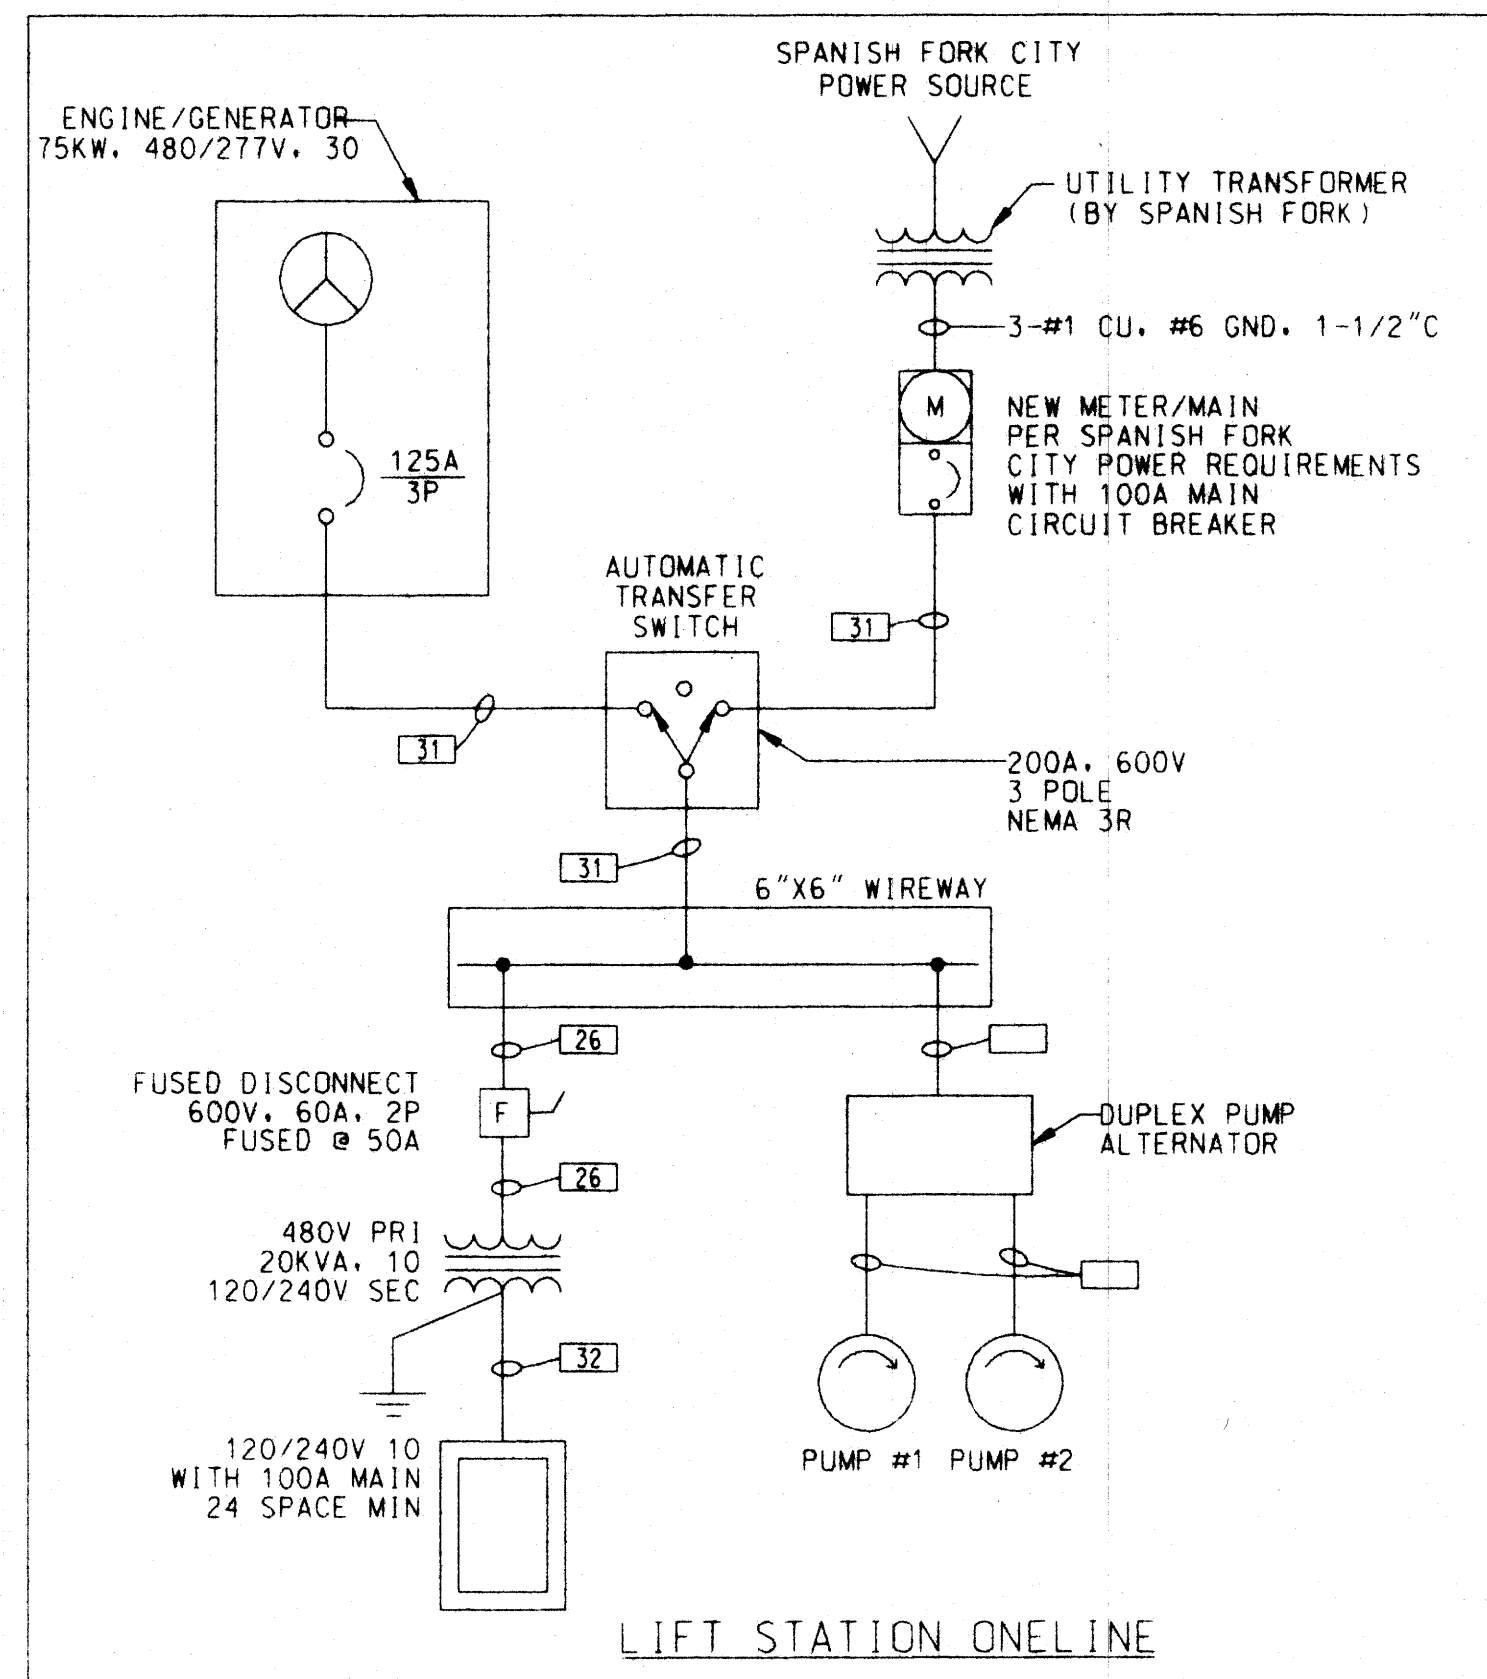 SPANISH FORK CITY
POWER SOURCE
ENGINE/GENERATOR
75KW, 480/277V, 30
UTILITY TRANSFORMER
(BY SPANISH FORK)
3-#1 CU, #6 GND, 1-1/2"C
M
NEW METER/MAIN
PER SPANISH FORK
CITY POWER REQUIREMENTS
WITH 100A MAIN
CIRCUIT BREAKER
125A
3P
AUTOMATIC
TRANSFER
SWITCH
31
31
200A, 600V
3 POLE
NEMA 3R
31
6"X6" WIREWAY
26
FUSED DISCONNECT
600V, 60A, 2P
FUSED @ 50A
F
DUPLEX PUMP
ALTERNATOR
26
480V PRI
20KVA, 10
120/240V SEC
32
120/240V 10
WITH 100A MAIN
24 SPACE MIN
PUMP #1
PUMP #2
LIFT STATION ONELINE